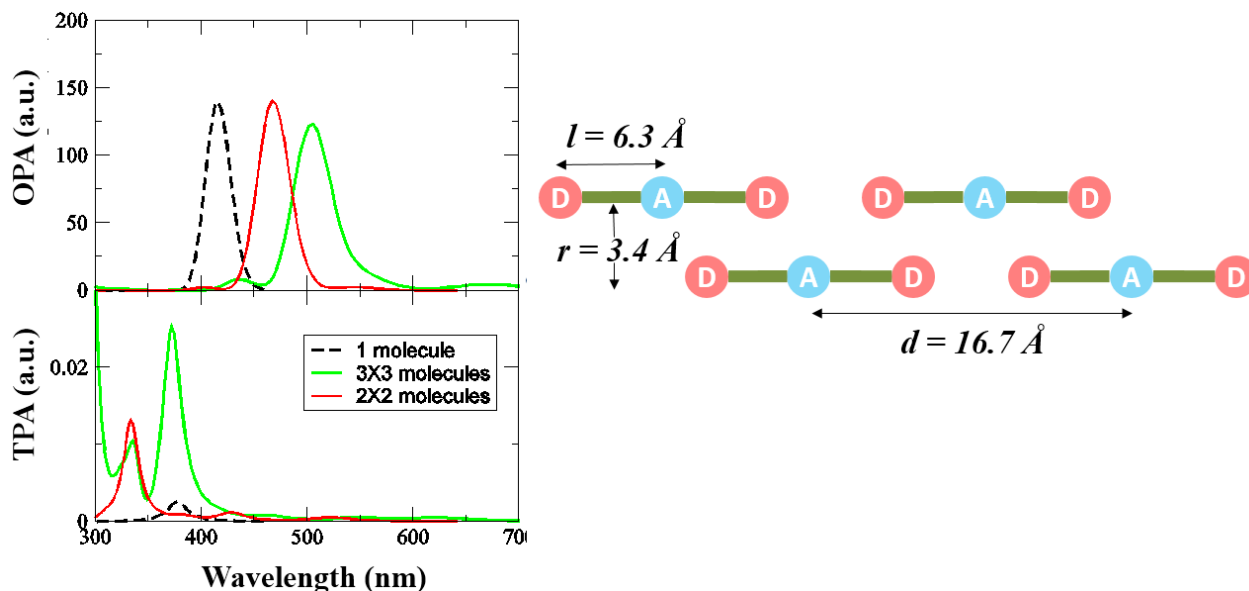 200
150
100
50
0
OPA (a.u.)
0.02
0
TPA (a.u.)
1 molecule
3X3 molecules
2X2 molecules
300 400 500 600 700
Wavelength (nm)
l = 6.3 Å
D A D D A D
r = 3.4 Å
D A D D A D
d = 16.7 Å